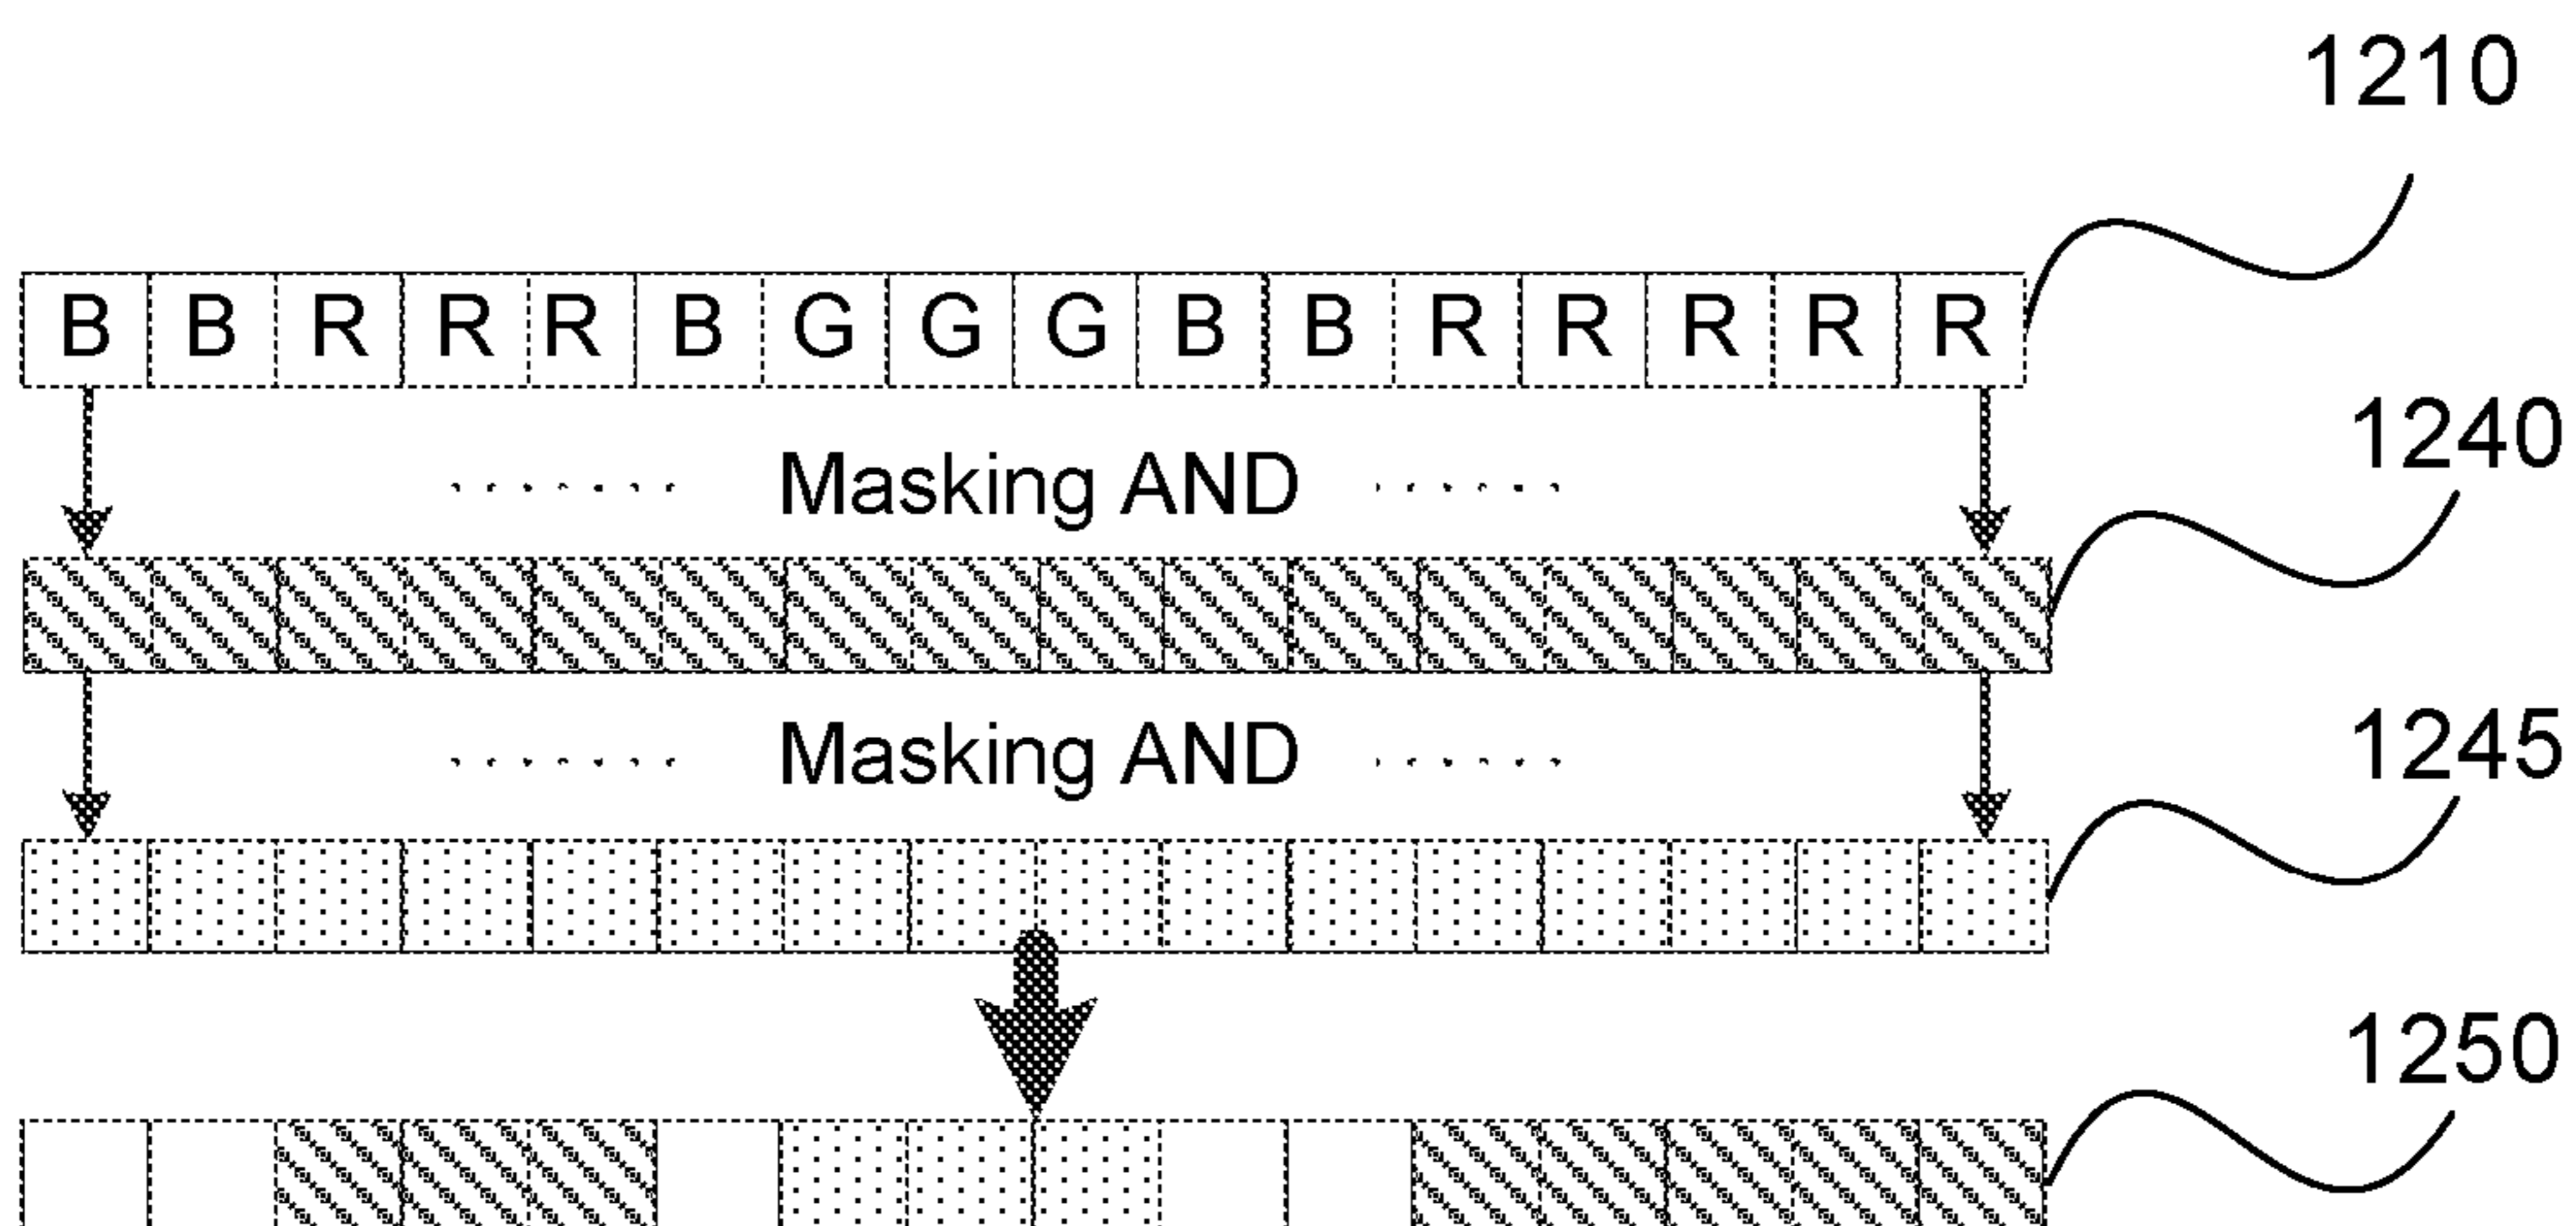 1210
B B R R R B G G G B B R R R R R
1240
....... Masking AND ......
1245
....... Masking AND ......
1250